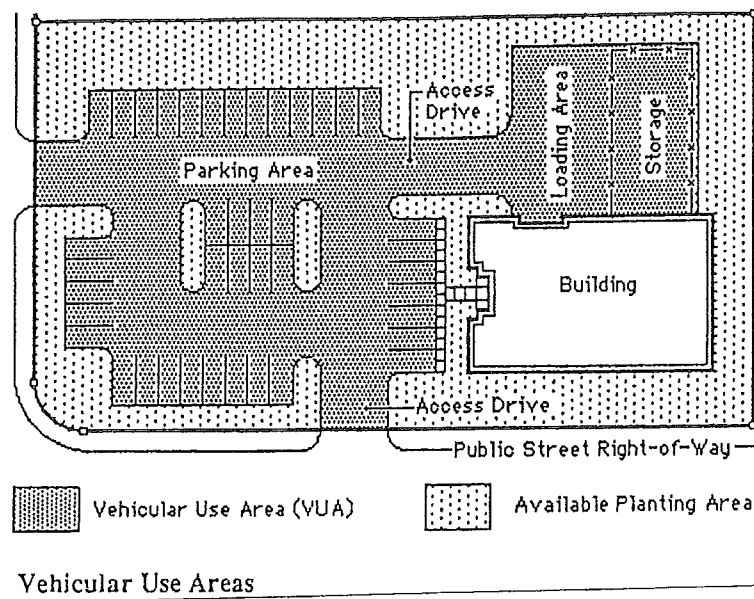 Access
Drive
Loading Area
Storage
Parking Area
Building
Access Drive
Public Street Right-of-Way
Vehicular Use Area (VUA)
Available Planting Area
Vehicular Use Areas